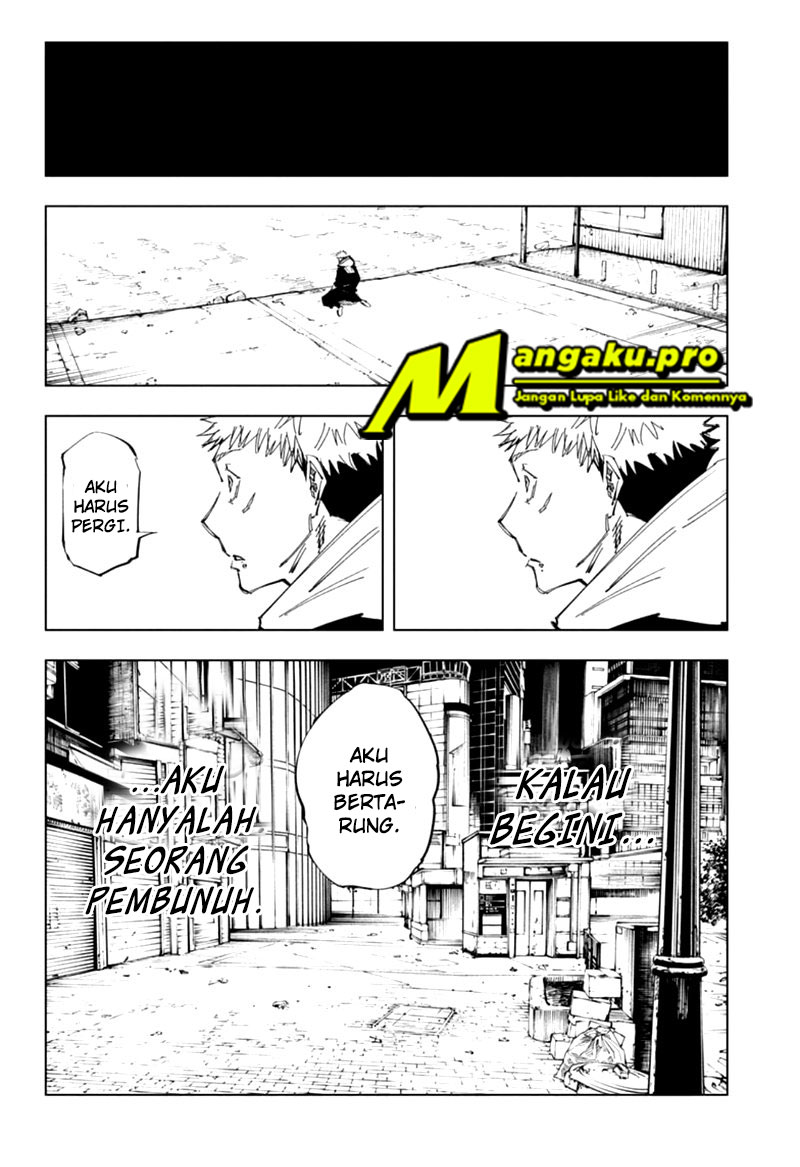 Mangaku.pro
Jangan Lupa Like dan Komennya
AKU
HARUS
PERGI.
KALAU
BEGINI...
AKU
HARUS
BERTA-
RUNG.
...AKU
HANYALAH
SEORANG
PEMBUNUH.